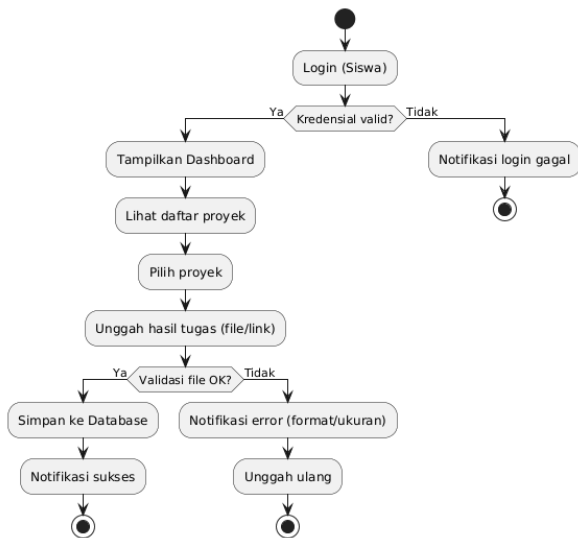 Login (Siswa)
Ya
Kredensial valid?
Tidak
Tampilkan Dashboard
Notifikasi login gagal
Lihat daftar proyek
Pilih proyek
Unggah hasil tugas (file/link)
Ya
Validasi file OK?
Tidak
Simpan ke Database
Notifikasi error (format/ukuran)
Notifikasi sukses
Unggah ulang